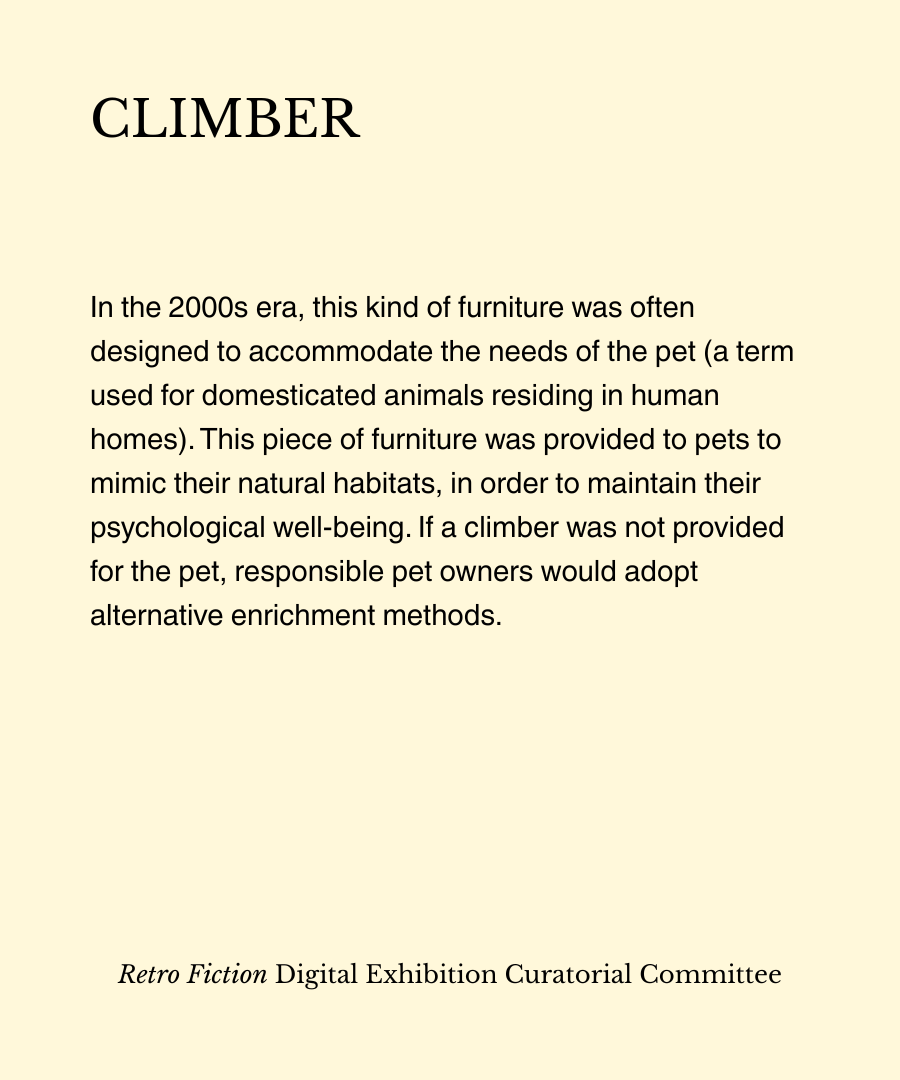 CLIMBER
In the 2000s era, this kind of furniture was often
designed to accommodate the needs of the pet (a term
used for domesticated animals residing in human
homes). This piece of furniture was provided to pets to
mimic their natural habitats, in order to maintain their
psychological well-being. If a climber was not provided
for the pet, responsible pet owners would adopt
alternative enrichment methods.
Retro Fiction Digital Exhibition Curatorial Committee